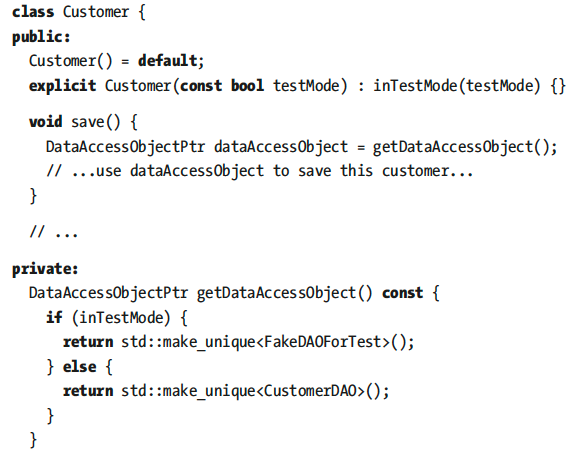 class Customer {
public:
  Customer() = default;
  explicit Customer(const bool testMode) : inTestMode(testMode) {}
  void save() {
    DataAccessObjectPtr dataAccessObject = getDataAccessObject();
    // ...use dataAccessObject to save this customer...
  }
  // ...
private:
  DataAccessObjectPtr getDataAccessObject() const {
    if (inTestMode) {
      return std::make_unique<FakeDAOForTest>();
    } else {
      return std::make_unique<CustomerDAO>();
    }
  }